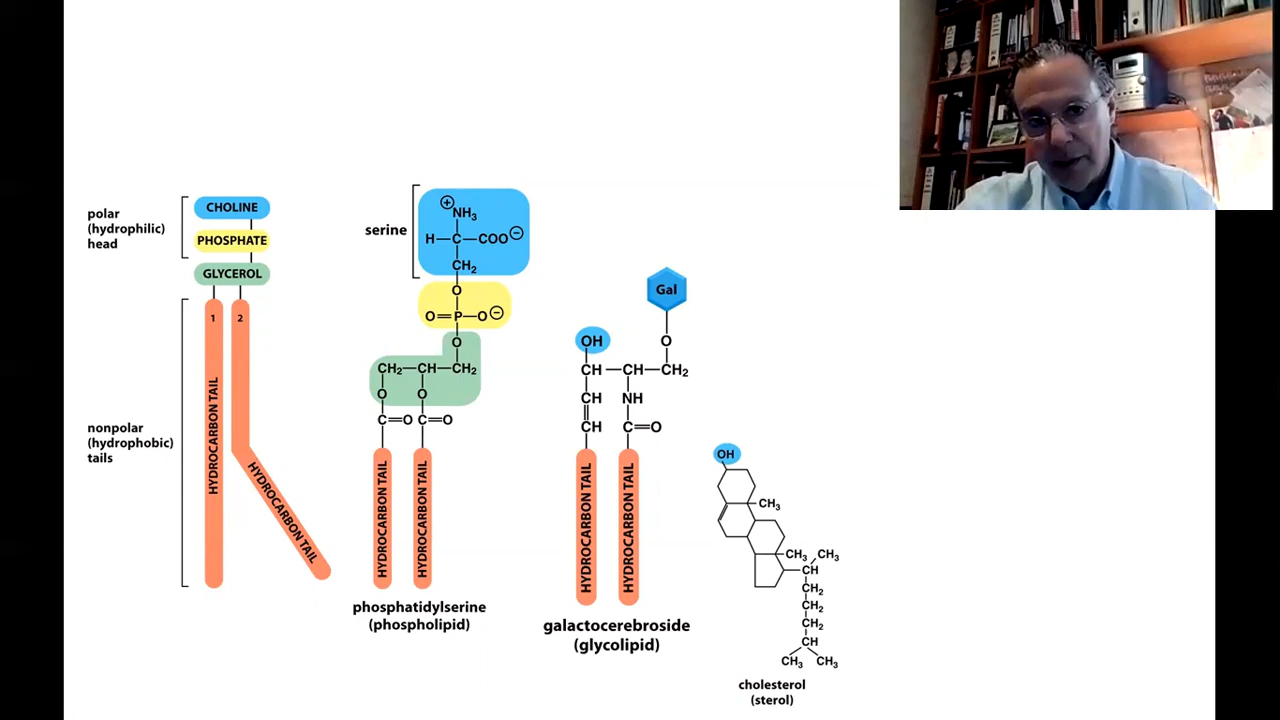 polar
(hydrophilic)
head
CHOLINE
PHOSPHATE
GLYCEROL
1
2
nonpolar
(hydrophobic)
tails
HYDROCARBON TAIL
HYDROCARBON TAIL
serine
+
NH3
H—C—COO −
CH2
O
O=P—O −
O
CH2—CH—CH2
O
O
C=O
C=O
HYDROCARBON TAIL
HYDROCARBON TAIL
phosphatidylserine
(phospholipid)
Gal
OH
O
CH—CH—CH2
CH
NH
CH
C=O
HYDROCARBON TAIL
HYDROCARBON TAIL
galactocerebroside
(glycolipid)
OH
CH3
CH3
CH3
CH
CH2
CH2
CH2
CH
CH3
CH3
cholesterol
(sterol)